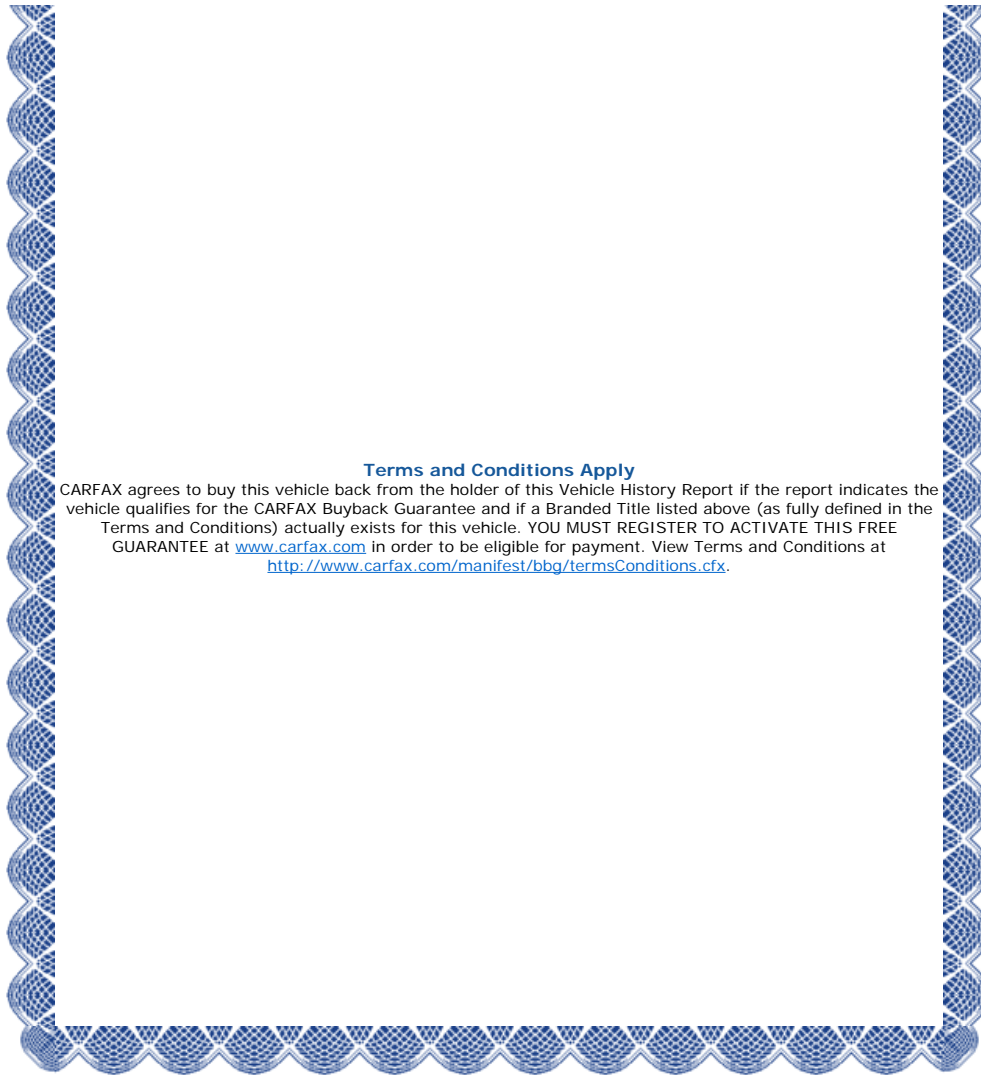 Terms and Conditions Apply
CARFAX agrees to buy this vehicle back from the holder of this Vehicle History Report if the report indicates the
vehicle qualifies for the CARFAX Buyback Guarantee and if a Branded Title listed above (as fully defined in the
Terms and Conditions) actually exists for this vehicle. YOU MUST REGISTER TO ACTIVATE THIS FREE
GUARANTEE at www.carfax.com in order to be eligible for payment. View Terms and Conditions at
http://www.carfax.com/manifest/bbg/termsConditions.cfx.